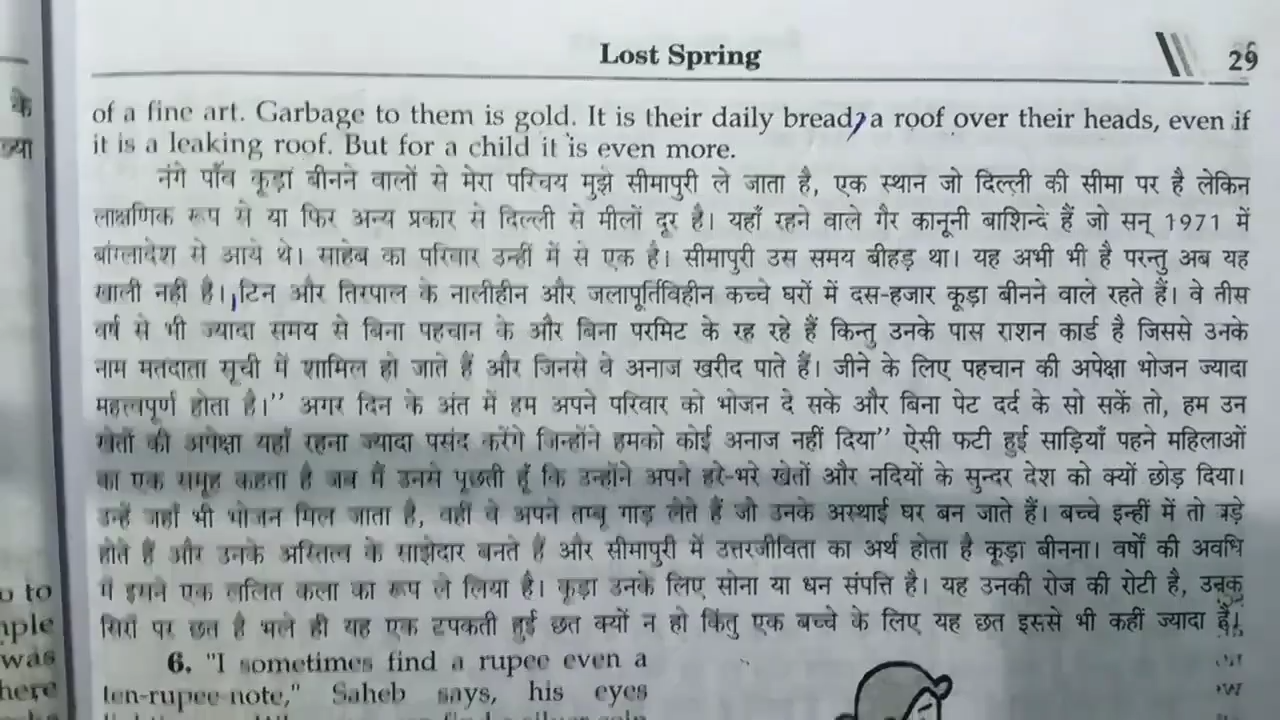 Lost Spring
29
of a fine art. Garbage to them is gold. It is their daily bread, a roof over their heads, even if
it is a leaking roof. But for a child it is even more.
नंगे पाँव कूड़ा बीनने वालों से मेरा परिचय मुझे सीमापुरी ले जाता है, एक स्थान जो दिल्ली की सीमा पर है लेकिन
लाक्षणिक रूप से या फिर अन्य प्रकार से दिल्ली से मीलों दूर है। यहाँ रहने वाले गैर कानूनी बाशिन्दे हैं जो सन् 1971 में
बांग्लादेश से आये थे। साहेब का परिवार उन्हीं में से एक है। सीमापुरी उस समय बीहड़ था। यह अभी भी है परन्तु अब यह
खाली नहीं है। टिन और तिरपाल के नालीहीन और जलापूर्तिविहीन कच्चे घरों में दस-हजार कूड़ा बीनने वाले रहते हैं। वे तीस
वर्ष से भी ज्यादा समय से बिना पहचान के और बिना परमिट के रह रहे हैं किन्तु उनके पास राशन कार्ड है जिससे उनके
नाम मतदाता सूची में शामिल हो जाते हैं और जिनसे वे अनाज खरीद पाते हैं। जीने के लिए पहचान की अपेक्षा भोजन ज्यादा
महत्त्वपूर्ण होता है।" अगर दिन के अंत में हम अपने परिवार को भोजन दे सके और बिना पेट दर्द के सो सकें तो, हम उन
खेतों की अपेक्षा यहाँ रहना ज्यादा पसंद करेंगे जिन्होंने हमको कोई अनाज नहीं दिया" ऐसी फटी हुई साड़ियाँ पहने महिलाओं
का एक समूह कहता है जब मैं उनसे पूछती हूँ कि उन्होंने अपने हरे-भरे खेतों और नदियों के सुन्दर देश को क्यों छोड़ दिया।
उन्हें जहाँ भी भोजन मिल जाता है, वहीं वे अपने तम्बू गाड़ लेते हैं जो उनके अस्थाई घर बन जाते हैं। बच्चे इन्हीं में तो बड़े
होते हैं और उनके अस्तित्व के साझेदार बनते हैं और सीमापुरी में उत्तरजीविता का अर्थ होता है कूड़ा बीनना। वर्षों की अवधि
में इसने एक ललित कला का रूप ले लिया है। कूड़ा उनके लिए सोना या धन संपत्ति है। यह उनकी रोज की रोटी है, उनके
सिरों पर छत है भले ही यह एक टपकती हुई छत क्यों न हो किंतु एक बच्चे के लिए यह छत इससे भी कहीं ज्यादा है।
6. "I sometimes find a rupee even a
ten-rupee-note," Saheb says, his eyes
के
to
was